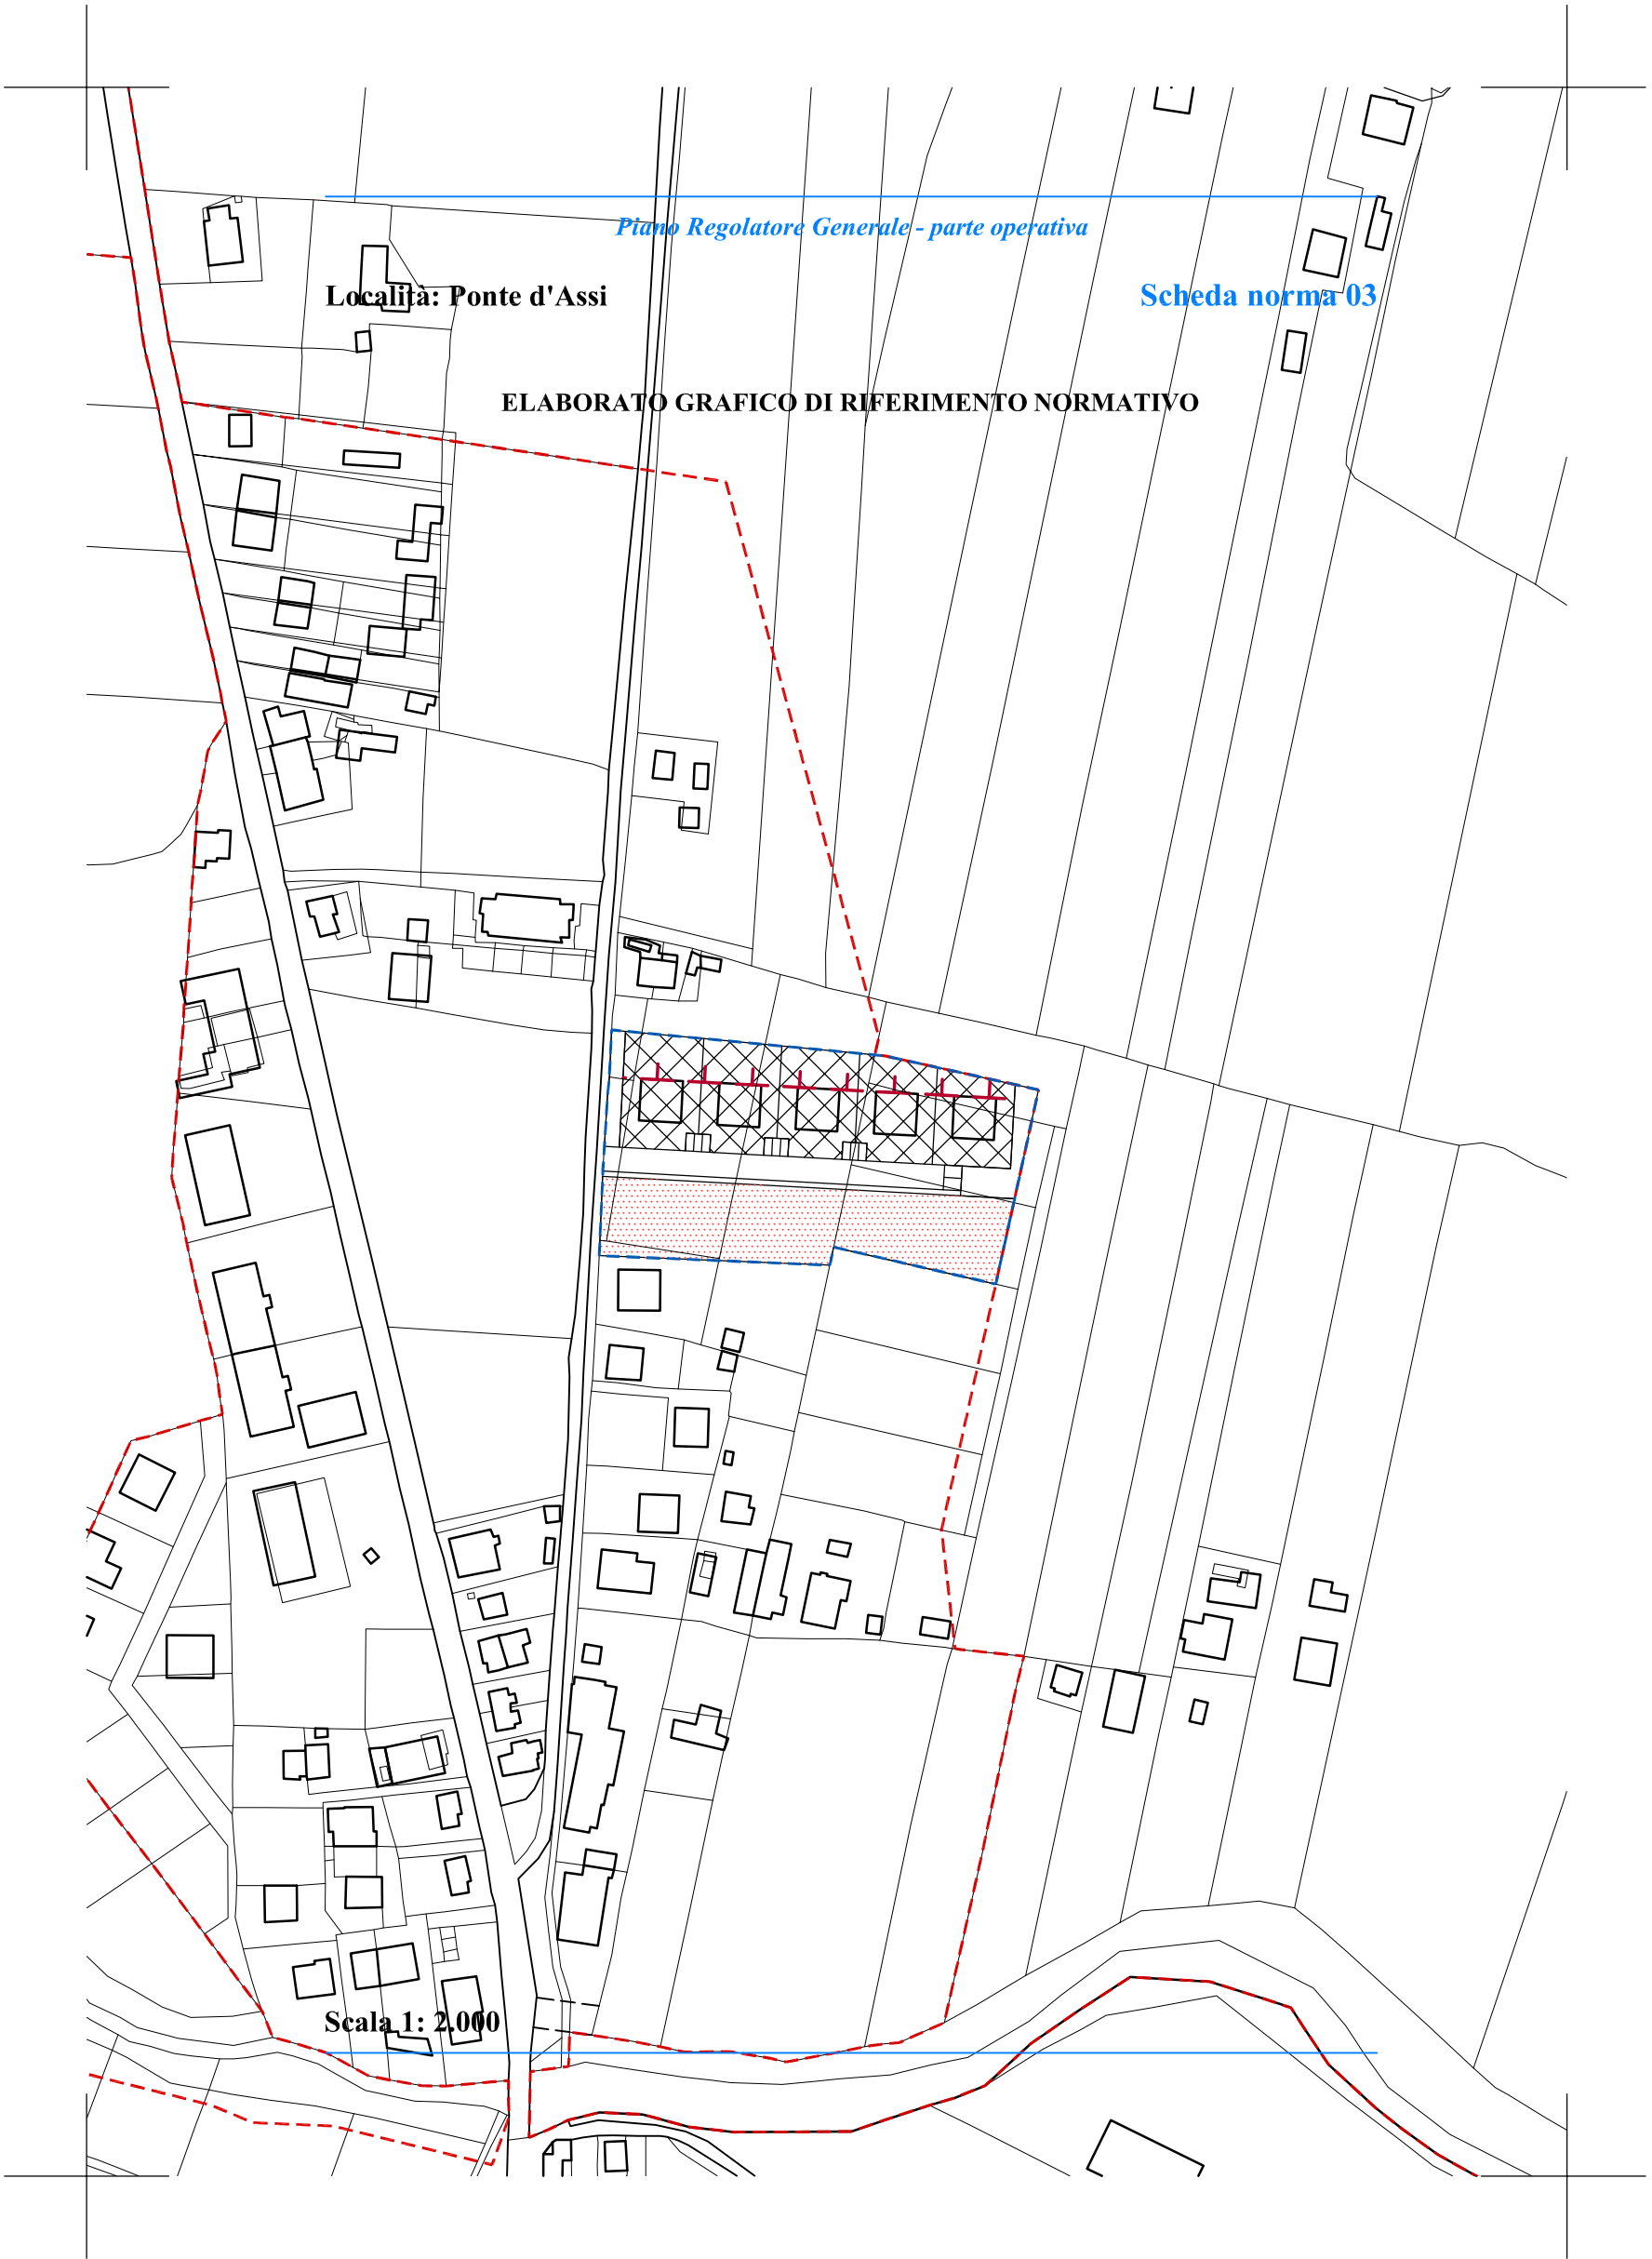 Piano Regolatore Generale - parte operativa
Località: Ponte d'Assi
Scheda norma 03
ELABORATO GRAFICO DI RIFERIMENTO NORMATIVO
Scala 1: 2.000